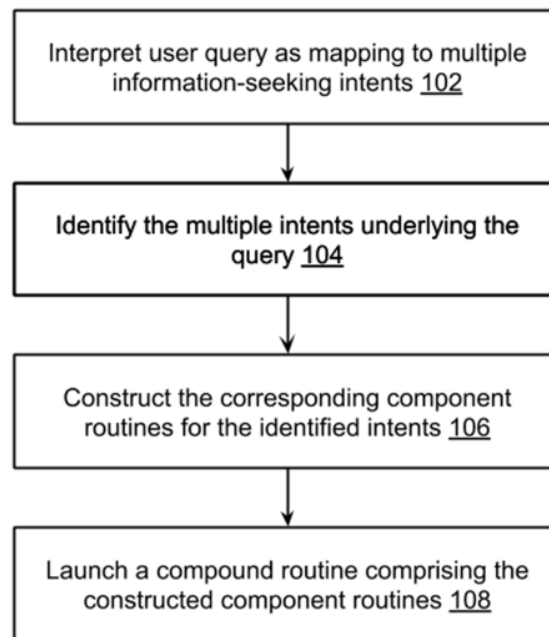 Interpret user query as mapping to multiple
information-seeking intents 102
Identify the multiple intents underlying the
query 104
Construct the corresponding component
routines for the identified intents 106
Launch a compound routine comprising the
constructed component routines 108